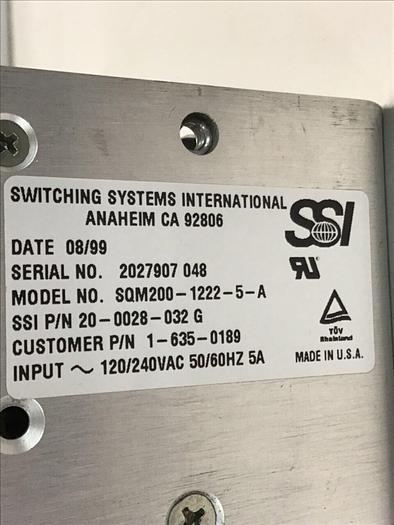 SWITCHING SYSTEMS INTERNATIONAL
ANAHEIM CA 92806
SSI
DATE 08/99
SERIAL NO. 2027907 048
MODEL NO. SQM200-1222-5-A
SSI P/N 20-0028-032 G
CUSTOMER P/N 1-635-0189
INPUT ~ 120/240VAC 50/60HZ 5A
RU
TÜV
Rheinland
MADE IN U.S.A.